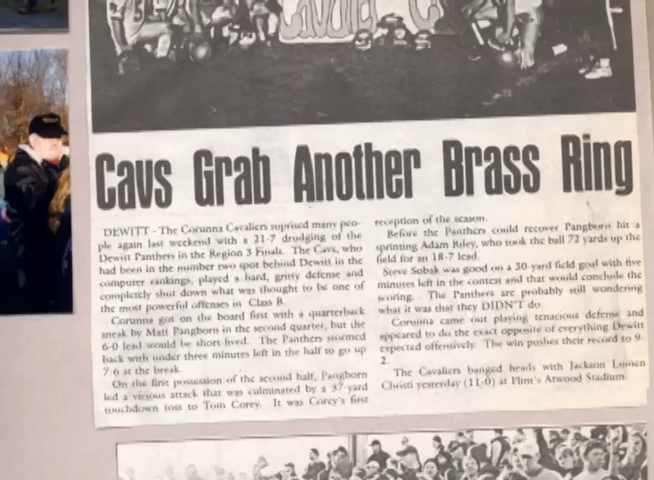 Cavs Grab Another Brass Ring
DEWITT - The Corunna Cavaliers suprised many peo-
ple again last weekend with a 21-7 drudging of the
Dewitt Panthers in the Region 3 Finals. The Cavs, who
had been in the number two spot behind Dewitt in the
computer rankings, played a hard, gritty defense and
completely shut down what was thought to be one of
the most powerful offenses in Class B.
Corunna got on the board first with a quarterback
sneak by Matt Pangborn in the second quarter, but the
6-0 lead would be short-lived. The Panthers stormed
back with under three minutes left in the half to go up
7-6 at the break.
On the first possession of the second half, Pangborn
led a vicious attack that was culminated by a 37-yard
touchdown toss to Tom Corey. It was Corey's first
reception of the season.
Before the Panthers could recover Pangborn hit a
sprinting Adam Riley, who took the ball 72 yards up the
field for an 18-7 lead.
Steve Sobak was good on a 30-yard field goal with five
minutes left in the contest and that would conclude the
scoring. The Panthers are probably still wondering
what it was that they DIDN'T do.
Corunna came out playing tenacious defense and
appeared to do the exact opposite of everything Dewitt
expected offensively. The win pushes their record to 9-
2.
The Cavaliers banged heads with Jackson Lumen
Christi yesterday (11-0) at Flint's Atwood Stadium.